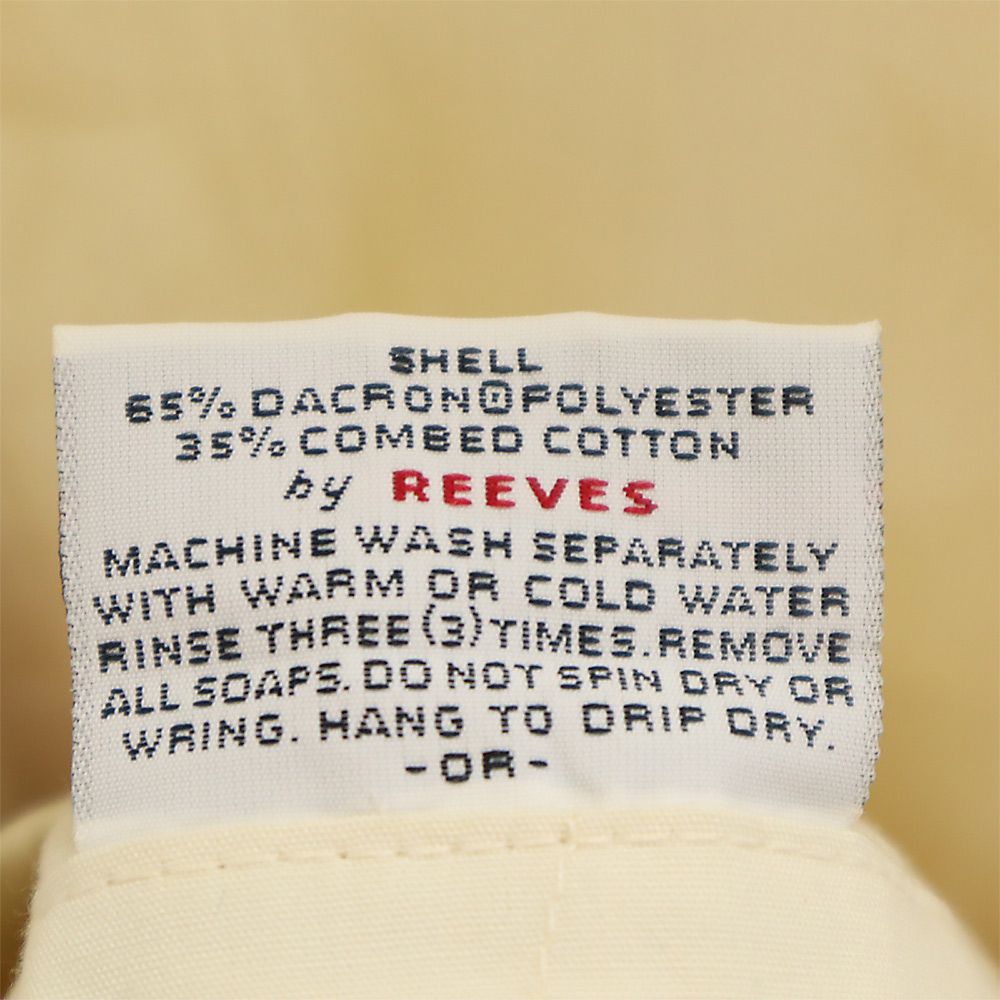 SHELL
65% DACRON®POLYESTER
35% COMBED COTTON
by REEVES
MACHINE WASH SEPARATELY
WITH WARM OR COLD WATER
RINSE THREE (3) TIMES. REMOVE
ALL SOAPS. DO NOT SPIN DRY OR
WRING. HANG TO DRIP DRY.
-OR-